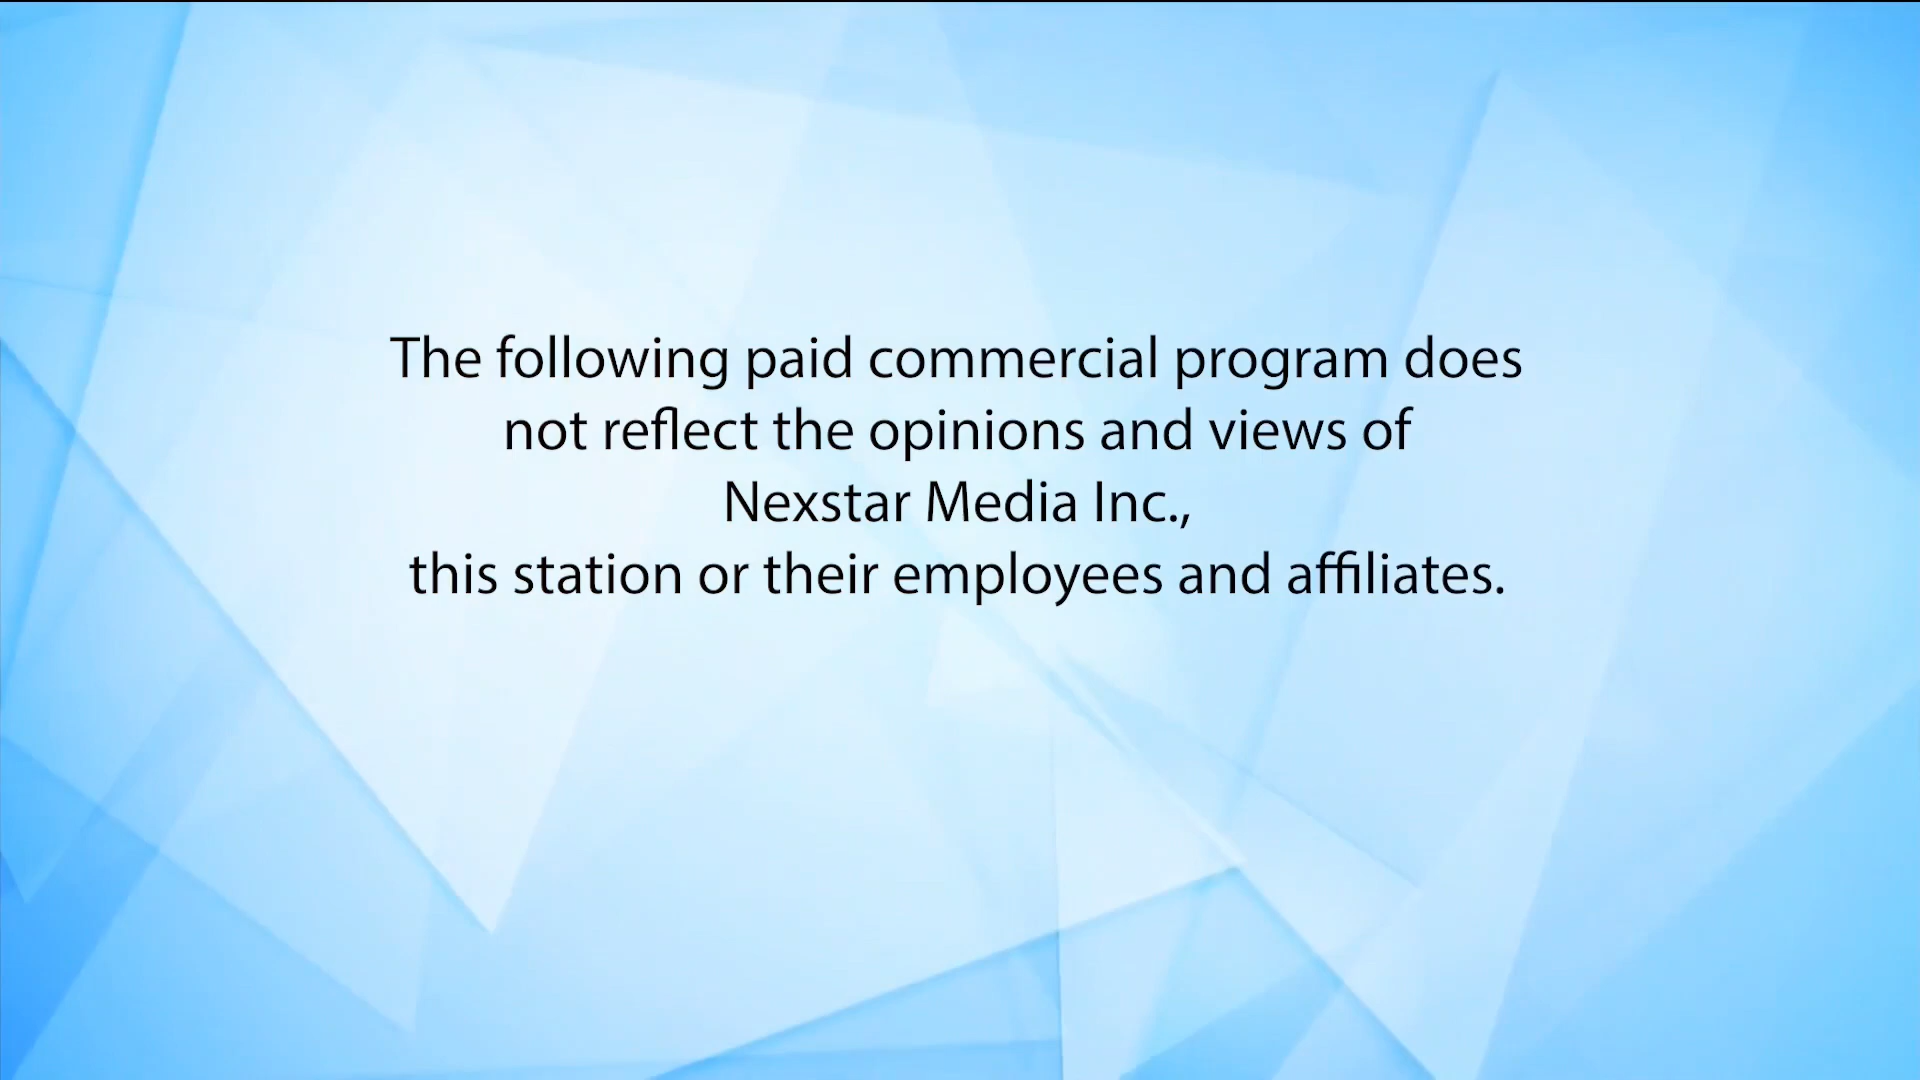 The following paid commercial program does
not reflect the opinions and views of
Nexstar Media Inc.,
this station or their employees and affiliates.